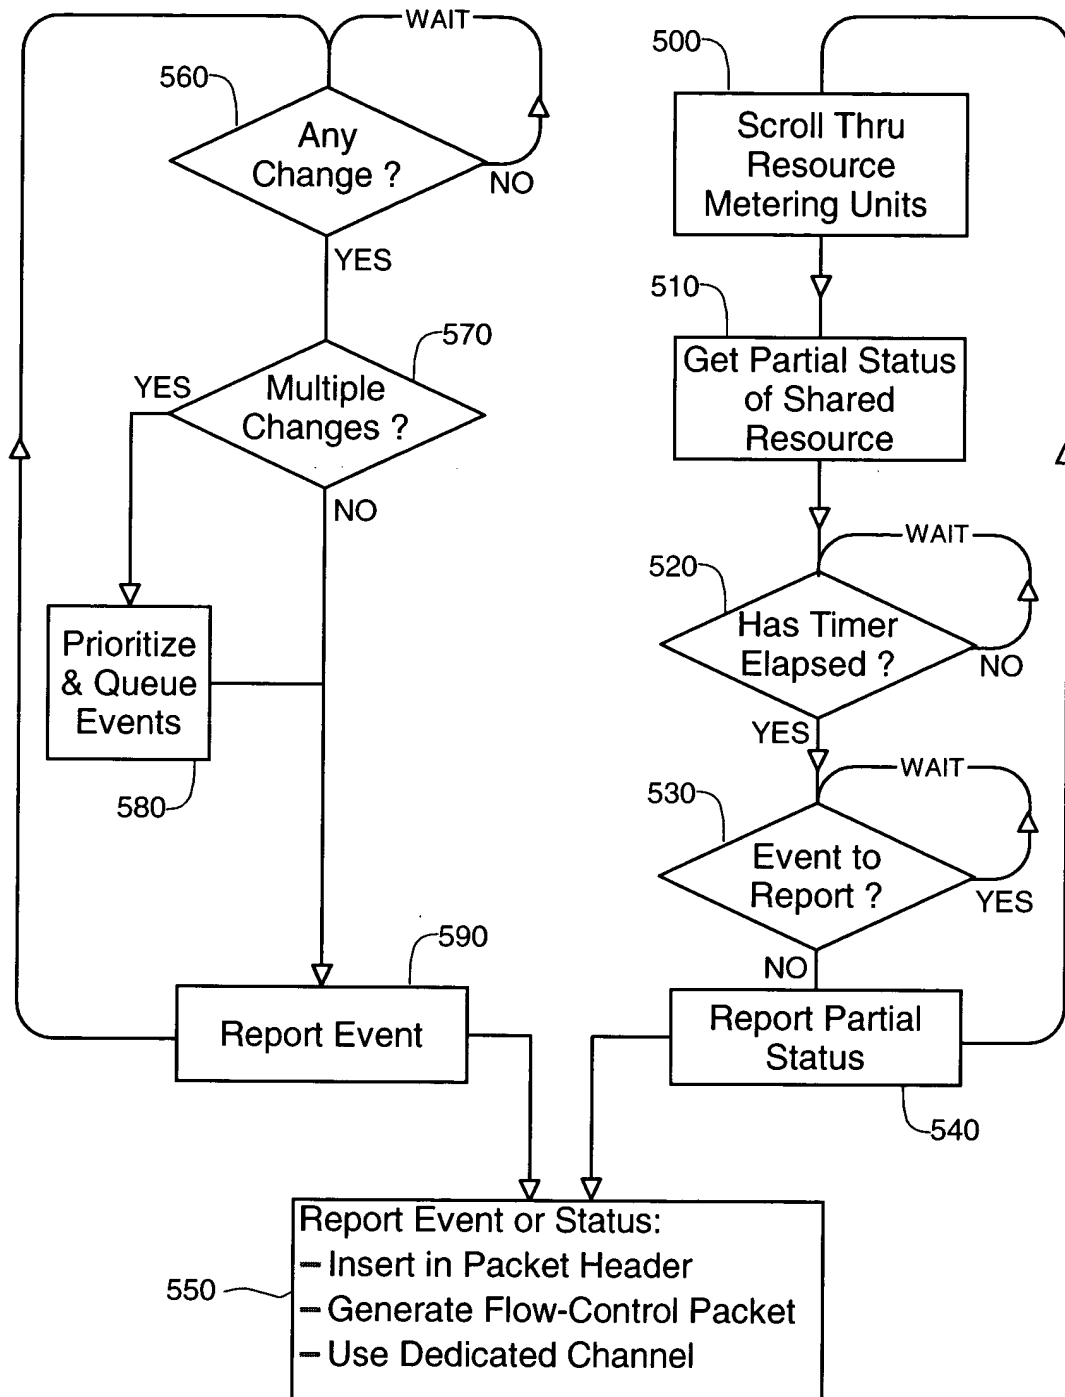 WAIT
560
Any
Change ?
NO
YES
570
YES
Multiple
Changes ?
NO
Prioritize
& Queue
Events
580
590
Report Event
500
Scroll Thru
Resource
Metering Units
510
Get Partial Status
of Shared
Resource
WAIT
520
Has Timer
Elapsed ?
NO
YES
WAIT
530
Event to
Report ?
YES
NO
Report Partial
Status
540
550
Report Event or Status:
– Insert in Packet Header
– Generate Flow-Control Packet
– Use Dedicated Channel